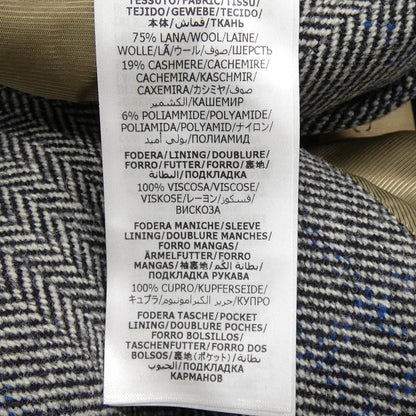 TESSUTO/FABRIC/TISSU/
TEJIDO/GEWEBE/TECIDO/
本体/قماش/ТКАНЬ
75% LANA/WOOL/LAINE/
WOLLE/LÃ/ウール/صوف/ШЕРСТЬ
19% CASHMERE/CACHEMIRE/
CACHEMIRA/KASCHMIR/
CAXEMIRA/カシミヤ/صوف
الكشمير/КАШЕМИР
6% POLIAMMIDE/POLYAMIDE/
POLIAMIDA/POLYAMID/ナイロン/
بولي أميد/ПОЛИАМИД
FODERA/LINING/DOUBLURE/
FORRO/FUTTER/FORRO/裏地/
البطانة/ПОДКЛАДКА
100% VISCOSA/VISCOSE/
VISKOSE/レーヨン/فسكوز/
ВИСКОЗА
FODERA MANICHE/SLEEVE
LINING/DOUBLURE MANCHES/
FORRO MANGAS/
ÄRMELFUTTER/FORRO
MANGAS/袖裏地/بطانة الكم/
ПОДКЛАДКА РУКАВА
100% CUPRO/KUPFERSEIDE/
キュプラ/حرير الكبرامونيوم/КУПРО
FODERA TASCHE/POCKET
LINING/DOUBLURE POCHES/
FORRO BOLSILLOS/
TASCHENFUTTER/FORRO DOS
BOLSOS/裏地(ポケット)/بطانة
الجيوب/ПОДКЛАДКА
КАРМАНОВ